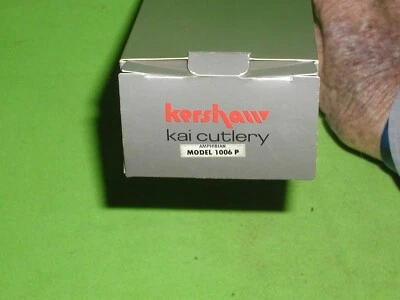 kershaw
kai cutlery
AMPHIBIAN
MODEL 1006 P